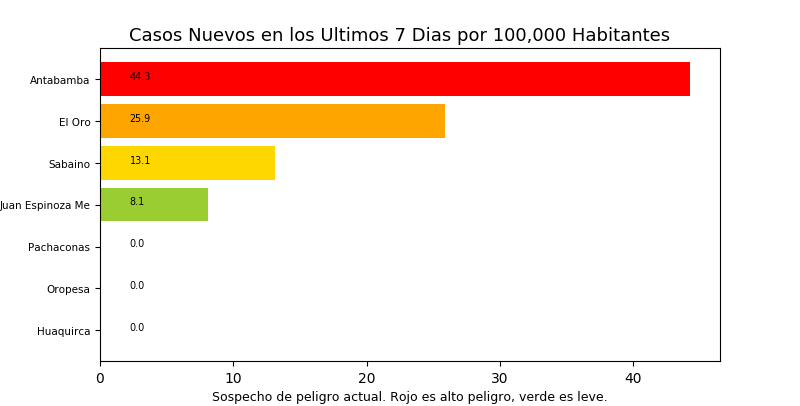 Casos Nuevos en los Ultimos 7 Dias por 100,000 Habitantes
Antabamba 44.3
El Oro 25.9
Sabaino 13.1
Juan Espinoza Me 8.1
Pachaconas 0.0
Oropesa 0.0
Huaquirca 0.0
0 10 20 30 40
Sospecho de peligro actual. Rojo es alto peligro, verde es leve.